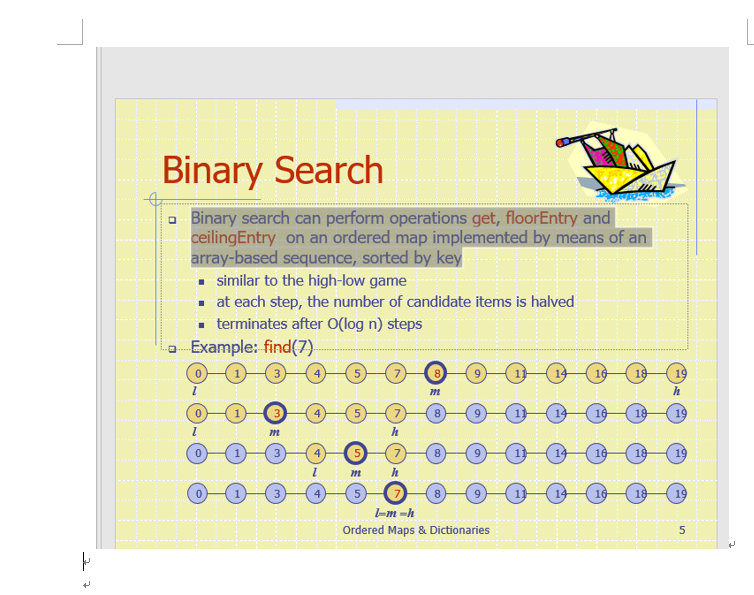 Binary Search
Binary search can perform operations get, floorEntry and
ceilingEntry on an ordered map implemented by means of an
array-based sequence, sorted by key
similar to the high-low game
at each step, the number of candidate items is halved
terminates after O(log n) steps
Example: find(7)
0 1 3 4 5 7 8 9 11 14 16 18 19
l m h
0 1 3 4 5 7 8 9 11 14 16 18 19
l m h
0 1 3 4 5 7 8 9 11 14 16 18 19
l m h
0 1 3 4 5 7 8 9 11 14 16 18 19
l=m =h
Ordered Maps & Dictionaries 5